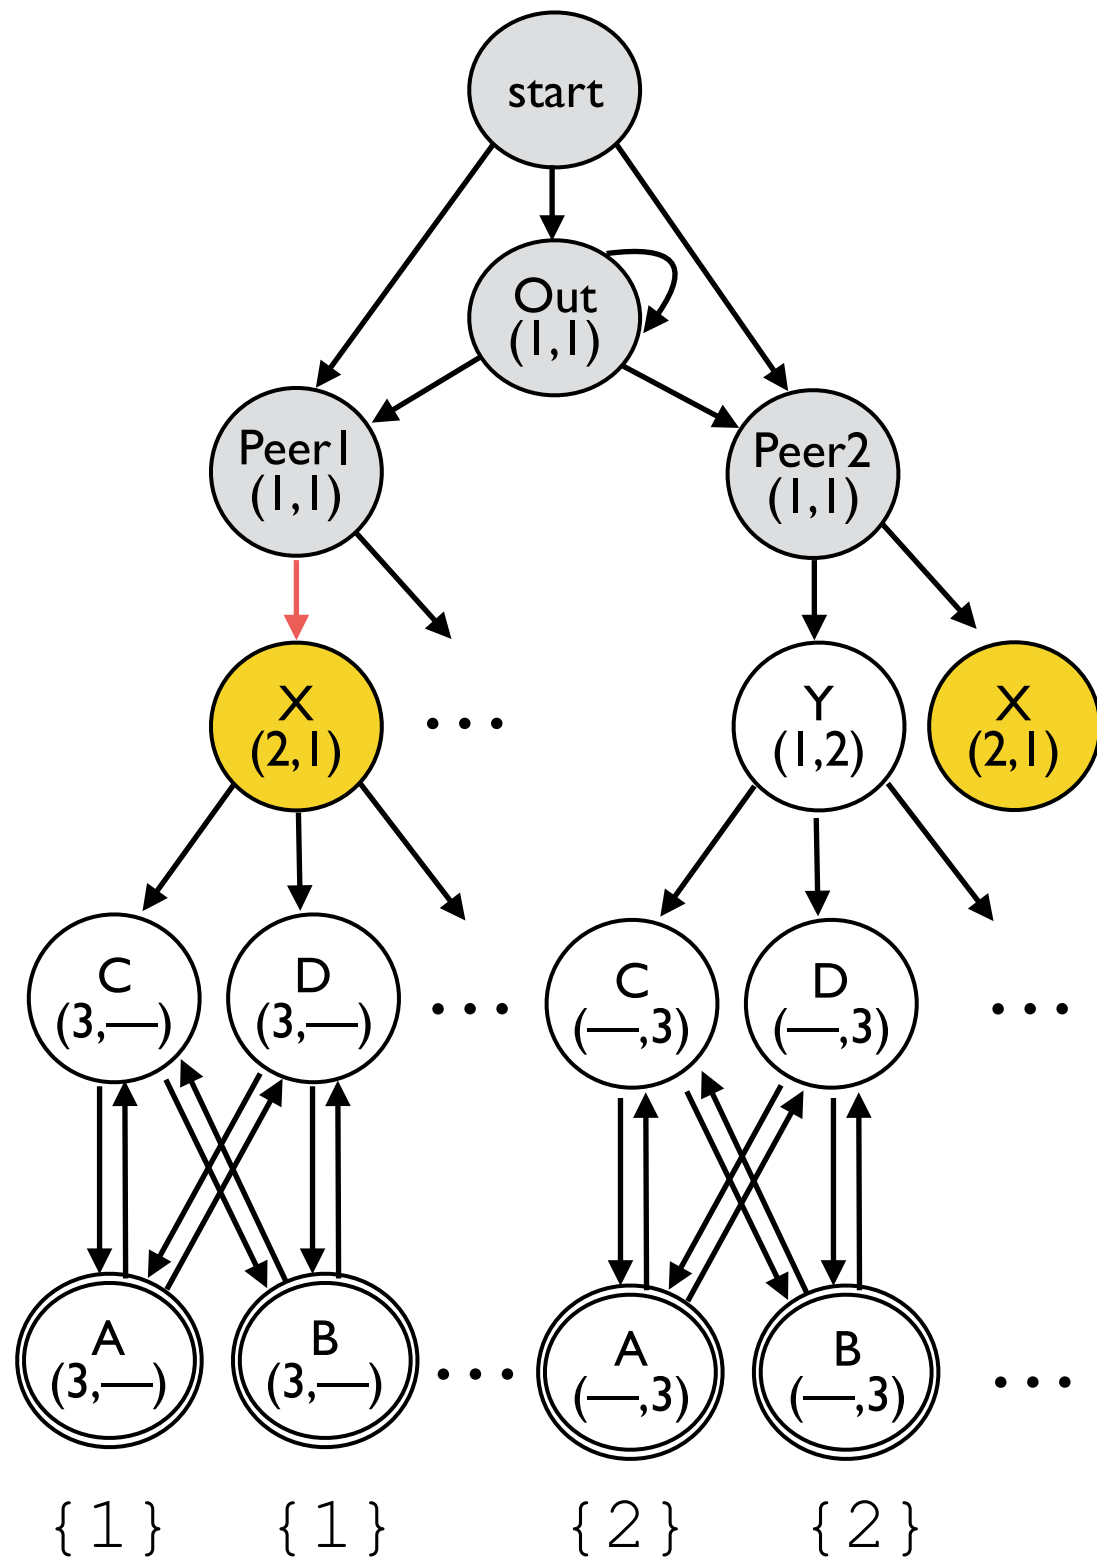 start
Out
(1,1)
Peer1
(1,1)
Peer2
(1,1)
X
(2,1)
...
Y
(1,2)
X
(2,1)
C
(3,—)
D
(3,—)
...
C
(—,3)
D
(—,3)
...
A
(3,—)
B
(3,—)
...
A
(—,3)
B
(—,3)
...
{1}
{1}
{2}
{2}